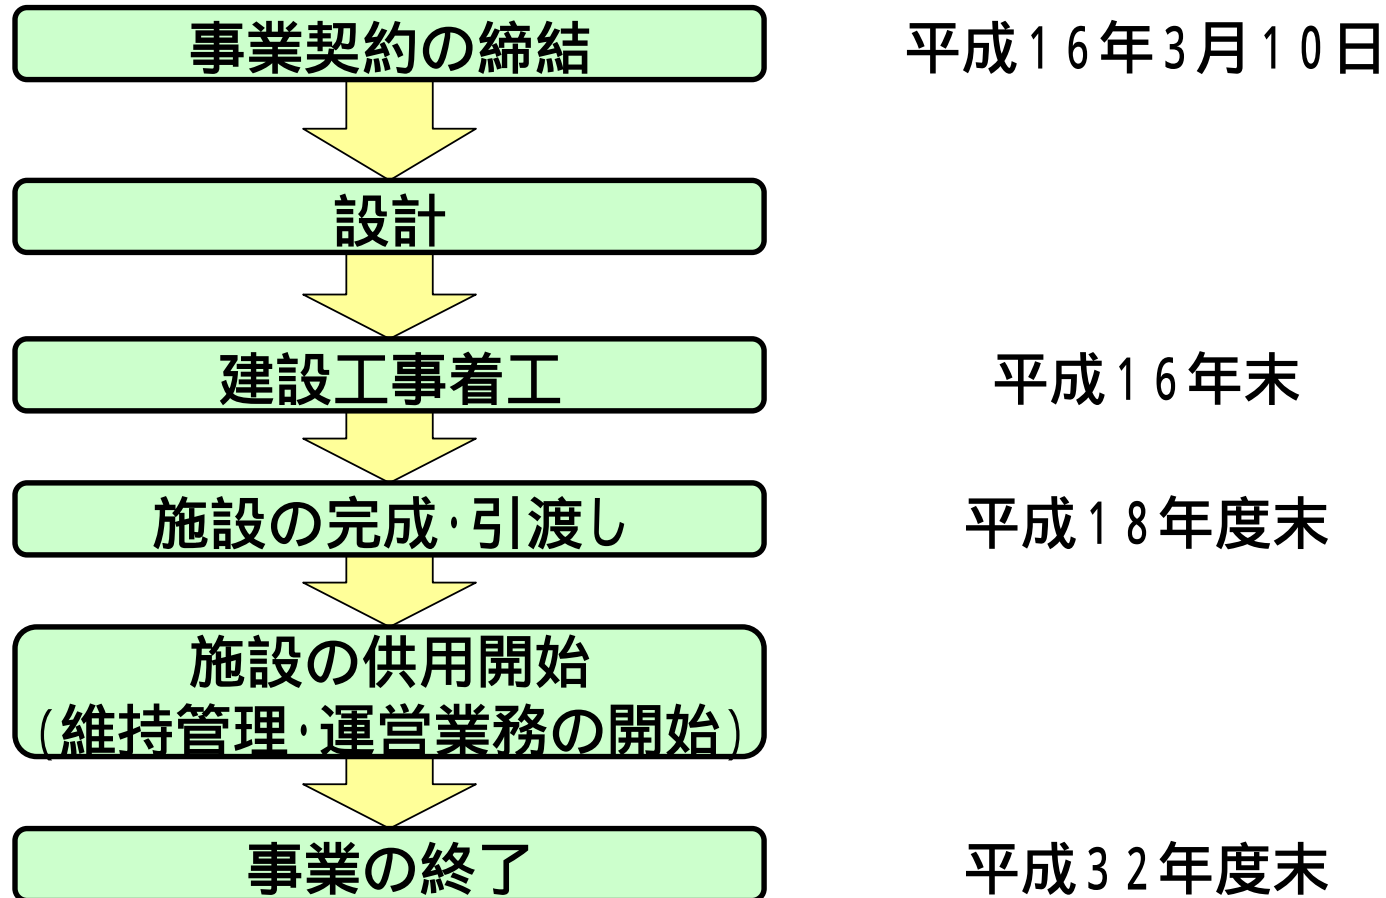 事業契約の締結
平成16年3月10日
設計
建設工事着工
平成16年末
施設の完成・引渡し
平成18年度末
施設の供用開始
(維持管理・運営業務の開始)
事業の終了
平成32年度末